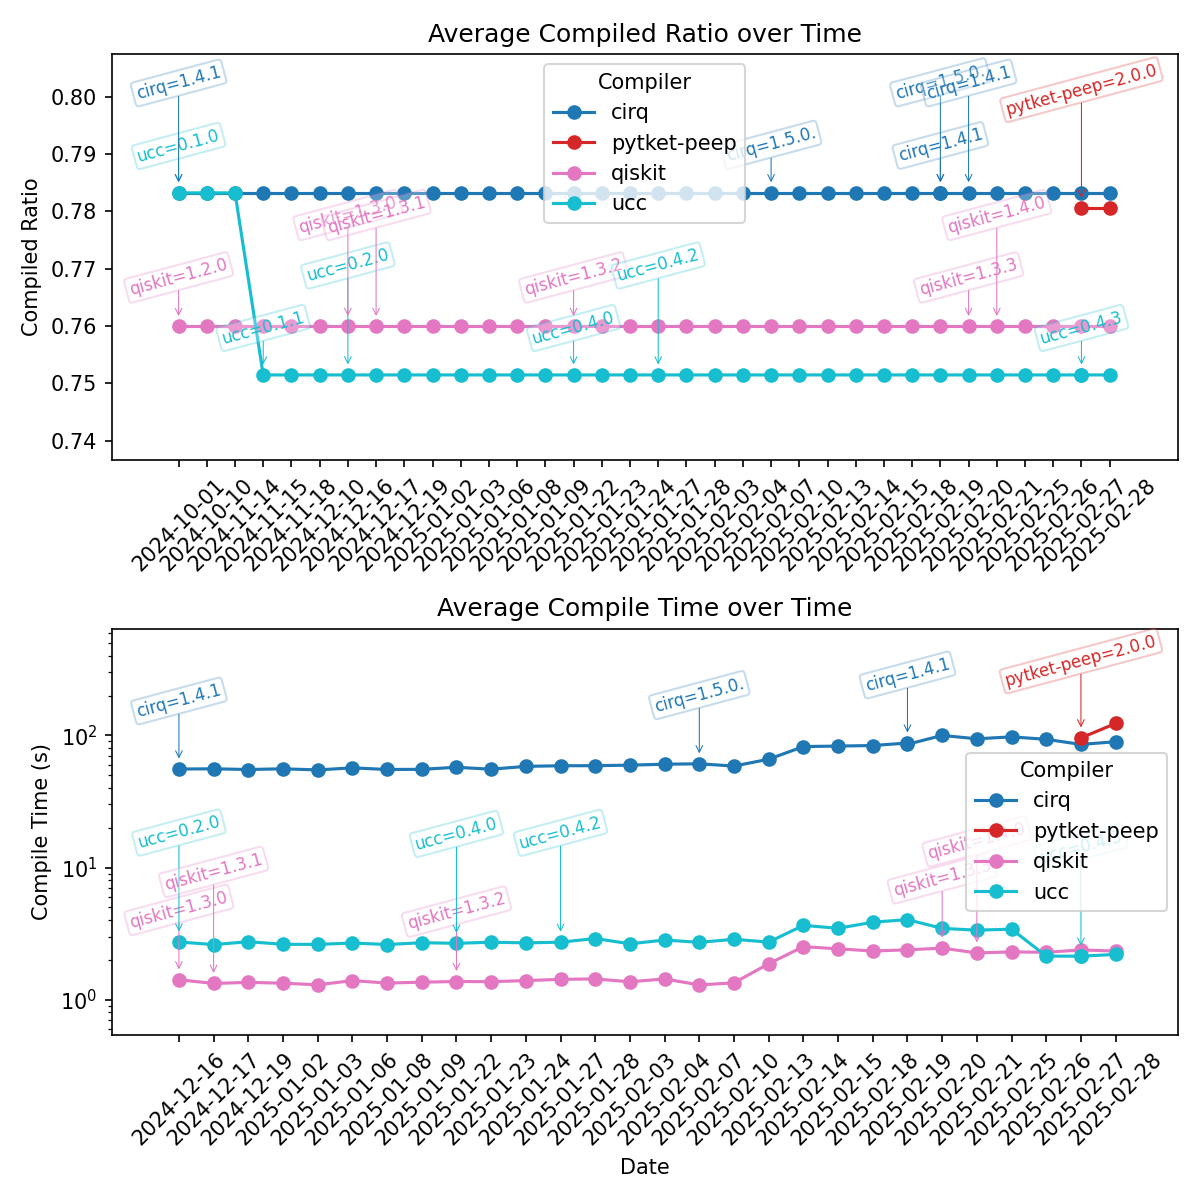 Average Compiled Ratio over Time
Compiled Ratio
0.80
0.79
0.78
0.77
0.76
0.75
0.74
cirq=1.4.1
ucc=0.1.0
qiskit=1.2.0
ucc=0.1.1
qiskit=1.3.0
qiskit=1.3.1
ucc=0.2.0
qiskit=1.3.2
ucc=0.4.0
ucc=0.4.2
Compiler
cirq
pytket-peep
qiskit
ucc
cirq=1.5.0.
cirq=1.5.0.
cirq=1.4.1
cirq=1.4.1
pytket-peep=2.0.0
qiskit=1.4.0
qiskit=1.3.3
ucc=0.4.3
2024-10-01
2024-10-10
2024-11-14
2024-11-15
2024-11-18
2024-12-10
2024-12-16
2024-12-17
2024-12-19
2025-01-02
2025-01-03
2025-01-06
2025-01-08
2025-01-09
2025-01-22
2025-01-23
2025-01-24
2025-01-27
2025-01-28
2025-02-03
2025-02-04
2025-02-07
2025-02-10
2025-02-13
2025-02-14
2025-02-15
2025-02-18
2025-02-19
2025-02-20
2025-02-21
2025-02-25
2025-02-26
2025-02-27
2025-02-28
Average Compile Time over Time
Compile Time (s)
10²
10¹
10⁰
cirq=1.4.1
cirq=1.5.0.
cirq=1.4.1
pytket-peep=2.0.0
ucc=0.2.0
qiskit=1.3.1
qiskit=1.3.0
ucc=0.4.0
qiskit=1.3.2
ucc=0.4.2
Compiler
cirq
pytket-peep
qiskit
ucc
2024-12-16
2024-12-17
2024-12-19
2025-01-02
2025-01-03
2025-01-06
2025-01-08
2025-01-09
2025-01-22
2025-01-23
2025-01-24
2025-01-27
2025-01-28
2025-02-03
2025-02-04
2025-02-07
2025-02-10
2025-02-13
2025-02-14
2025-02-15
2025-02-18
2025-02-19
2025-02-20
2025-02-21
2025-02-25
2025-02-26
2025-02-27
2025-02-28
Date